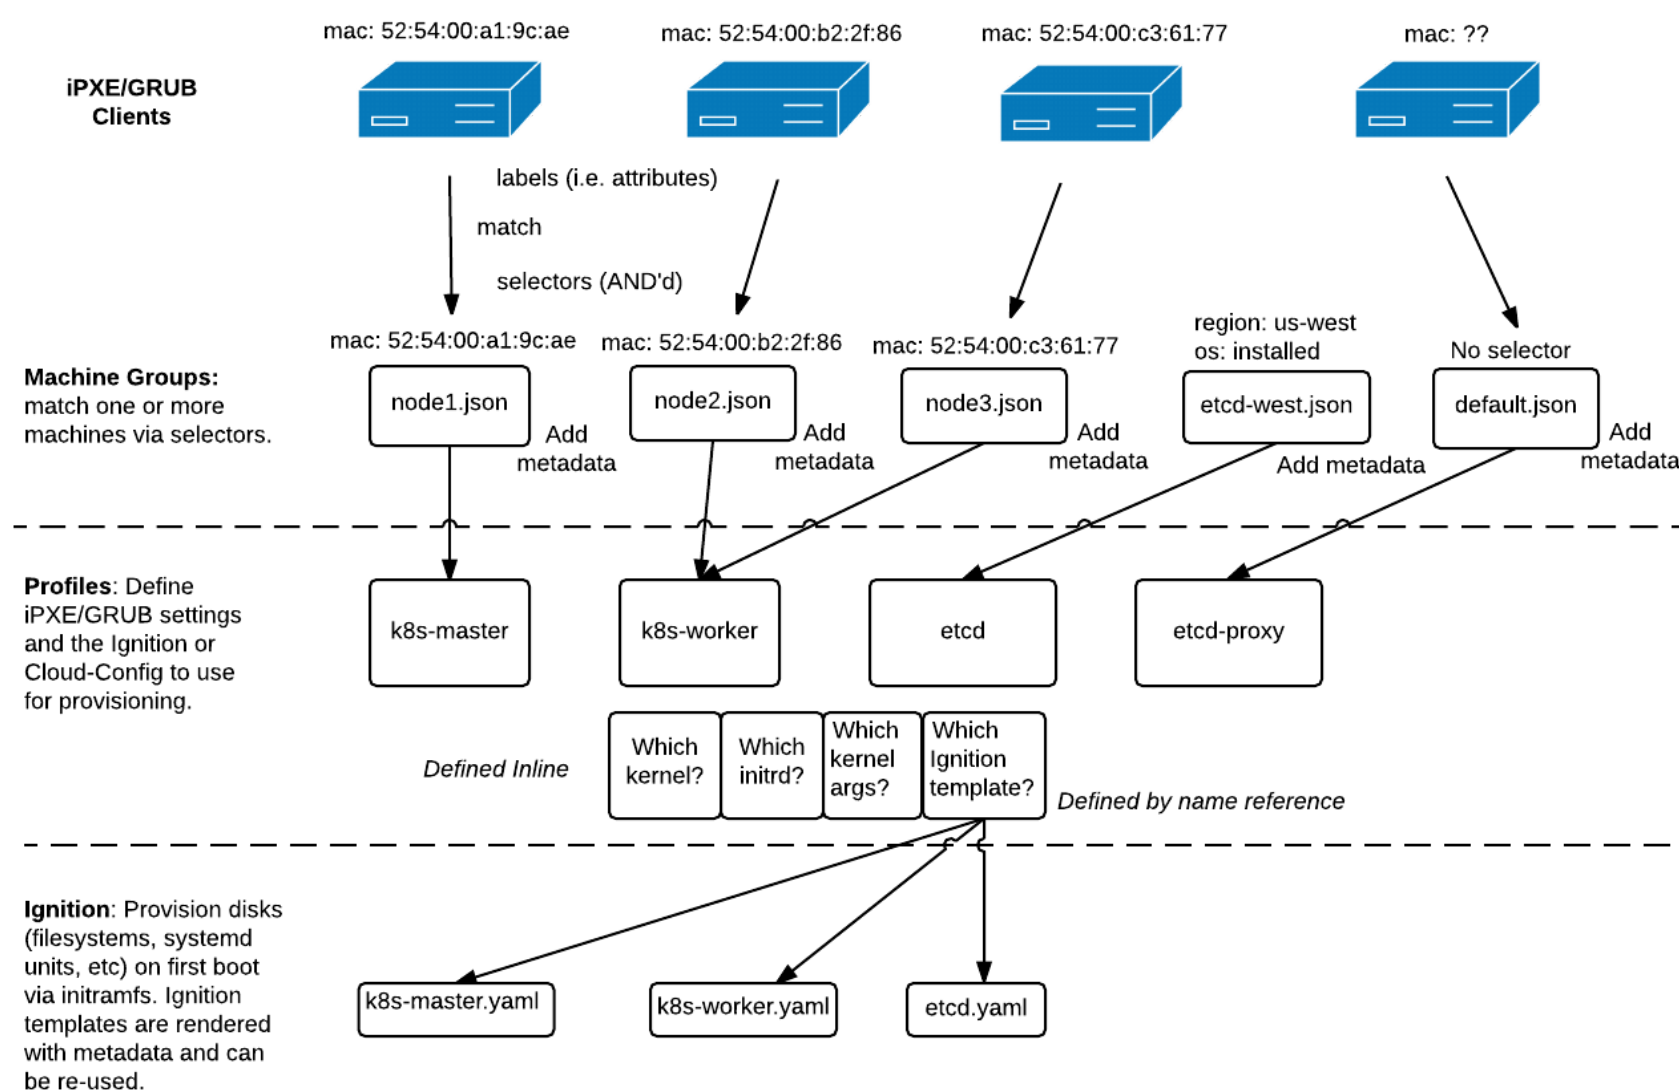 mac: 52:54:00:a1:9c:ae
mac: 52:54:00:b2:2f:86
mac: 52:54:00:c3:61:77
mac: ??
iPXE/GRUB
Clients
labels (i.e. attributes)
match
selectors (AND'd)
mac: 52:54:00:a1:9c:ae
mac: 52:54:00:b2:2f:86
mac: 52:54:00:c3:61:77
region: us-west
os: installed
No selector
Machine Groups:
match one or more
machines via selectors.
node1.json
Add
metadata
node2.json
Add
metadata
node3.json
Add
metadata
etcd-west.json
Add metadata
default.json
Add
metadata
Profiles: Define
iPXE/GRUB settings
and the Ignition or
Cloud-Config to use
for provisioning.
k8s-master
k8s-worker
etcd
etcd-proxy
Defined Inline
Which
kernel?
Which
initrd?
Which
kernel
args?
Which
Ignition
template?
Defined by name reference
Ignition: Provision disks
(filesystems, systemd
units, etc) on first boot
via initramfs. Ignition
templates are rendered
with metadata and can
be re-used.
k8s-master.yaml
k8s-worker.yaml
etcd.yaml